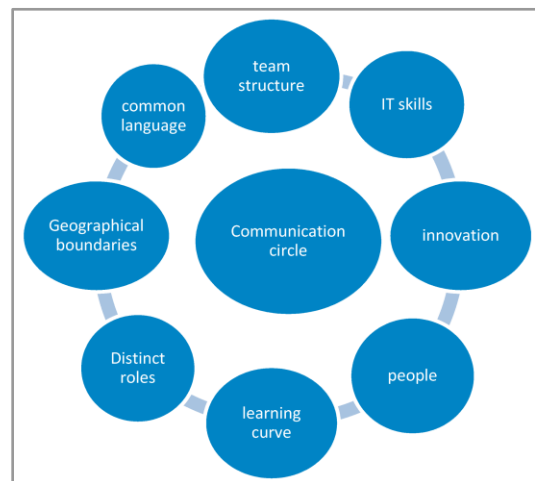 team
structure
IT skills
innovation
people
learning
curve
Distinct
roles
Geographical
boundaries
common
language
Communication
circle